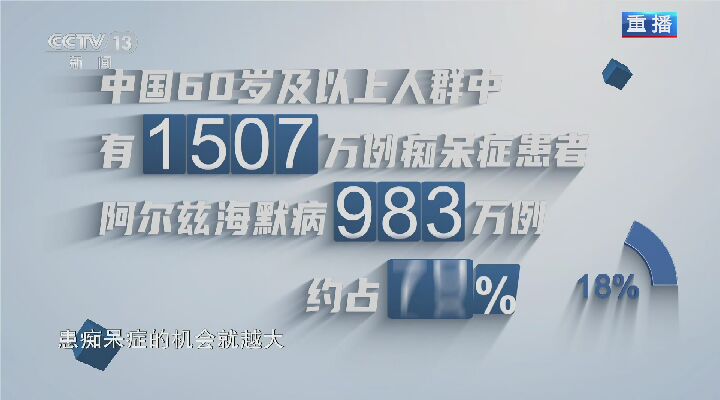 CCTV 13
新闻
重播
中国60岁及以上人群中
有1507万例痴呆症患者
阿尔兹海默病983万例
约占%
18%
患痴呆症的机会就越大